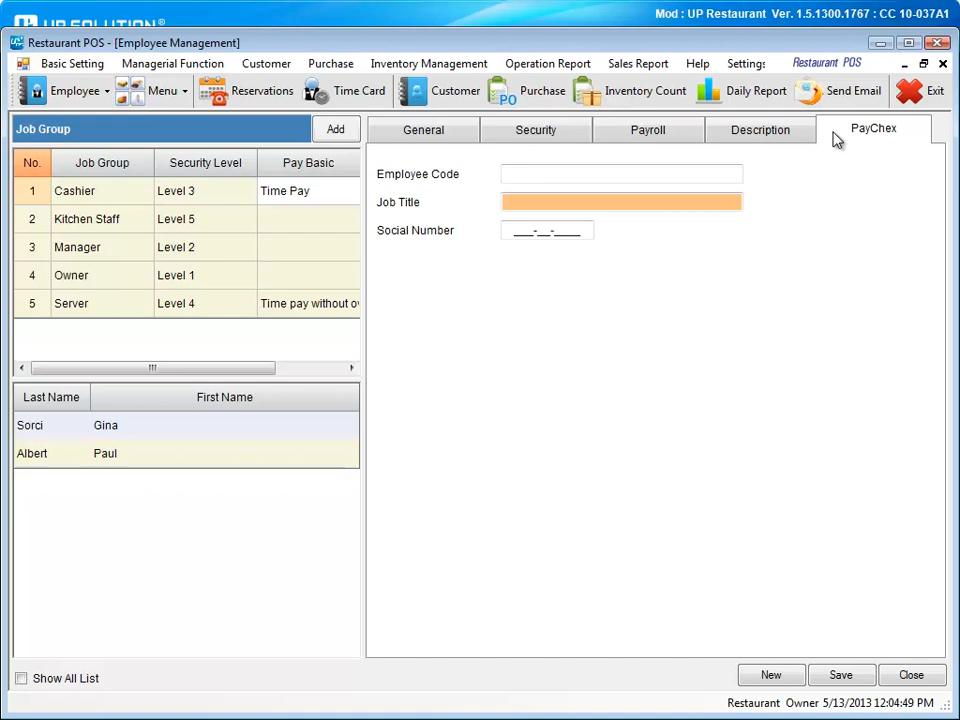 UP SOLUTION®
Mod : UP Restaurant Ver. 1.5.1300.1767 : CC 10-037A1
Restaurant POS - [Employee Management]
Basic Setting Managerial Function Customer Purchase Inventory Management Operation Report Sales Report Help Settings Restaurant POS
Employee Menu Reservations Time Card Customer PO Purchase Inventory Count Daily Report Send Email Exit
Job Group Add General Security Payroll Description PayChex
No. Job Group Security Level Pay Basic
1 Cashier Level 3 Time Pay
2 Kitchen Staff Level 5
3 Manager Level 2
4 Owner Level 1
5 Server Level 4 Time pay without ov
Employee Code
Job Title
Social Number ___-__-____
Last Name First Name
Sorci Gina
Albert Paul
Show All List New Save Close
Restaurant Owner 5/13/2013 12:04:49 PM